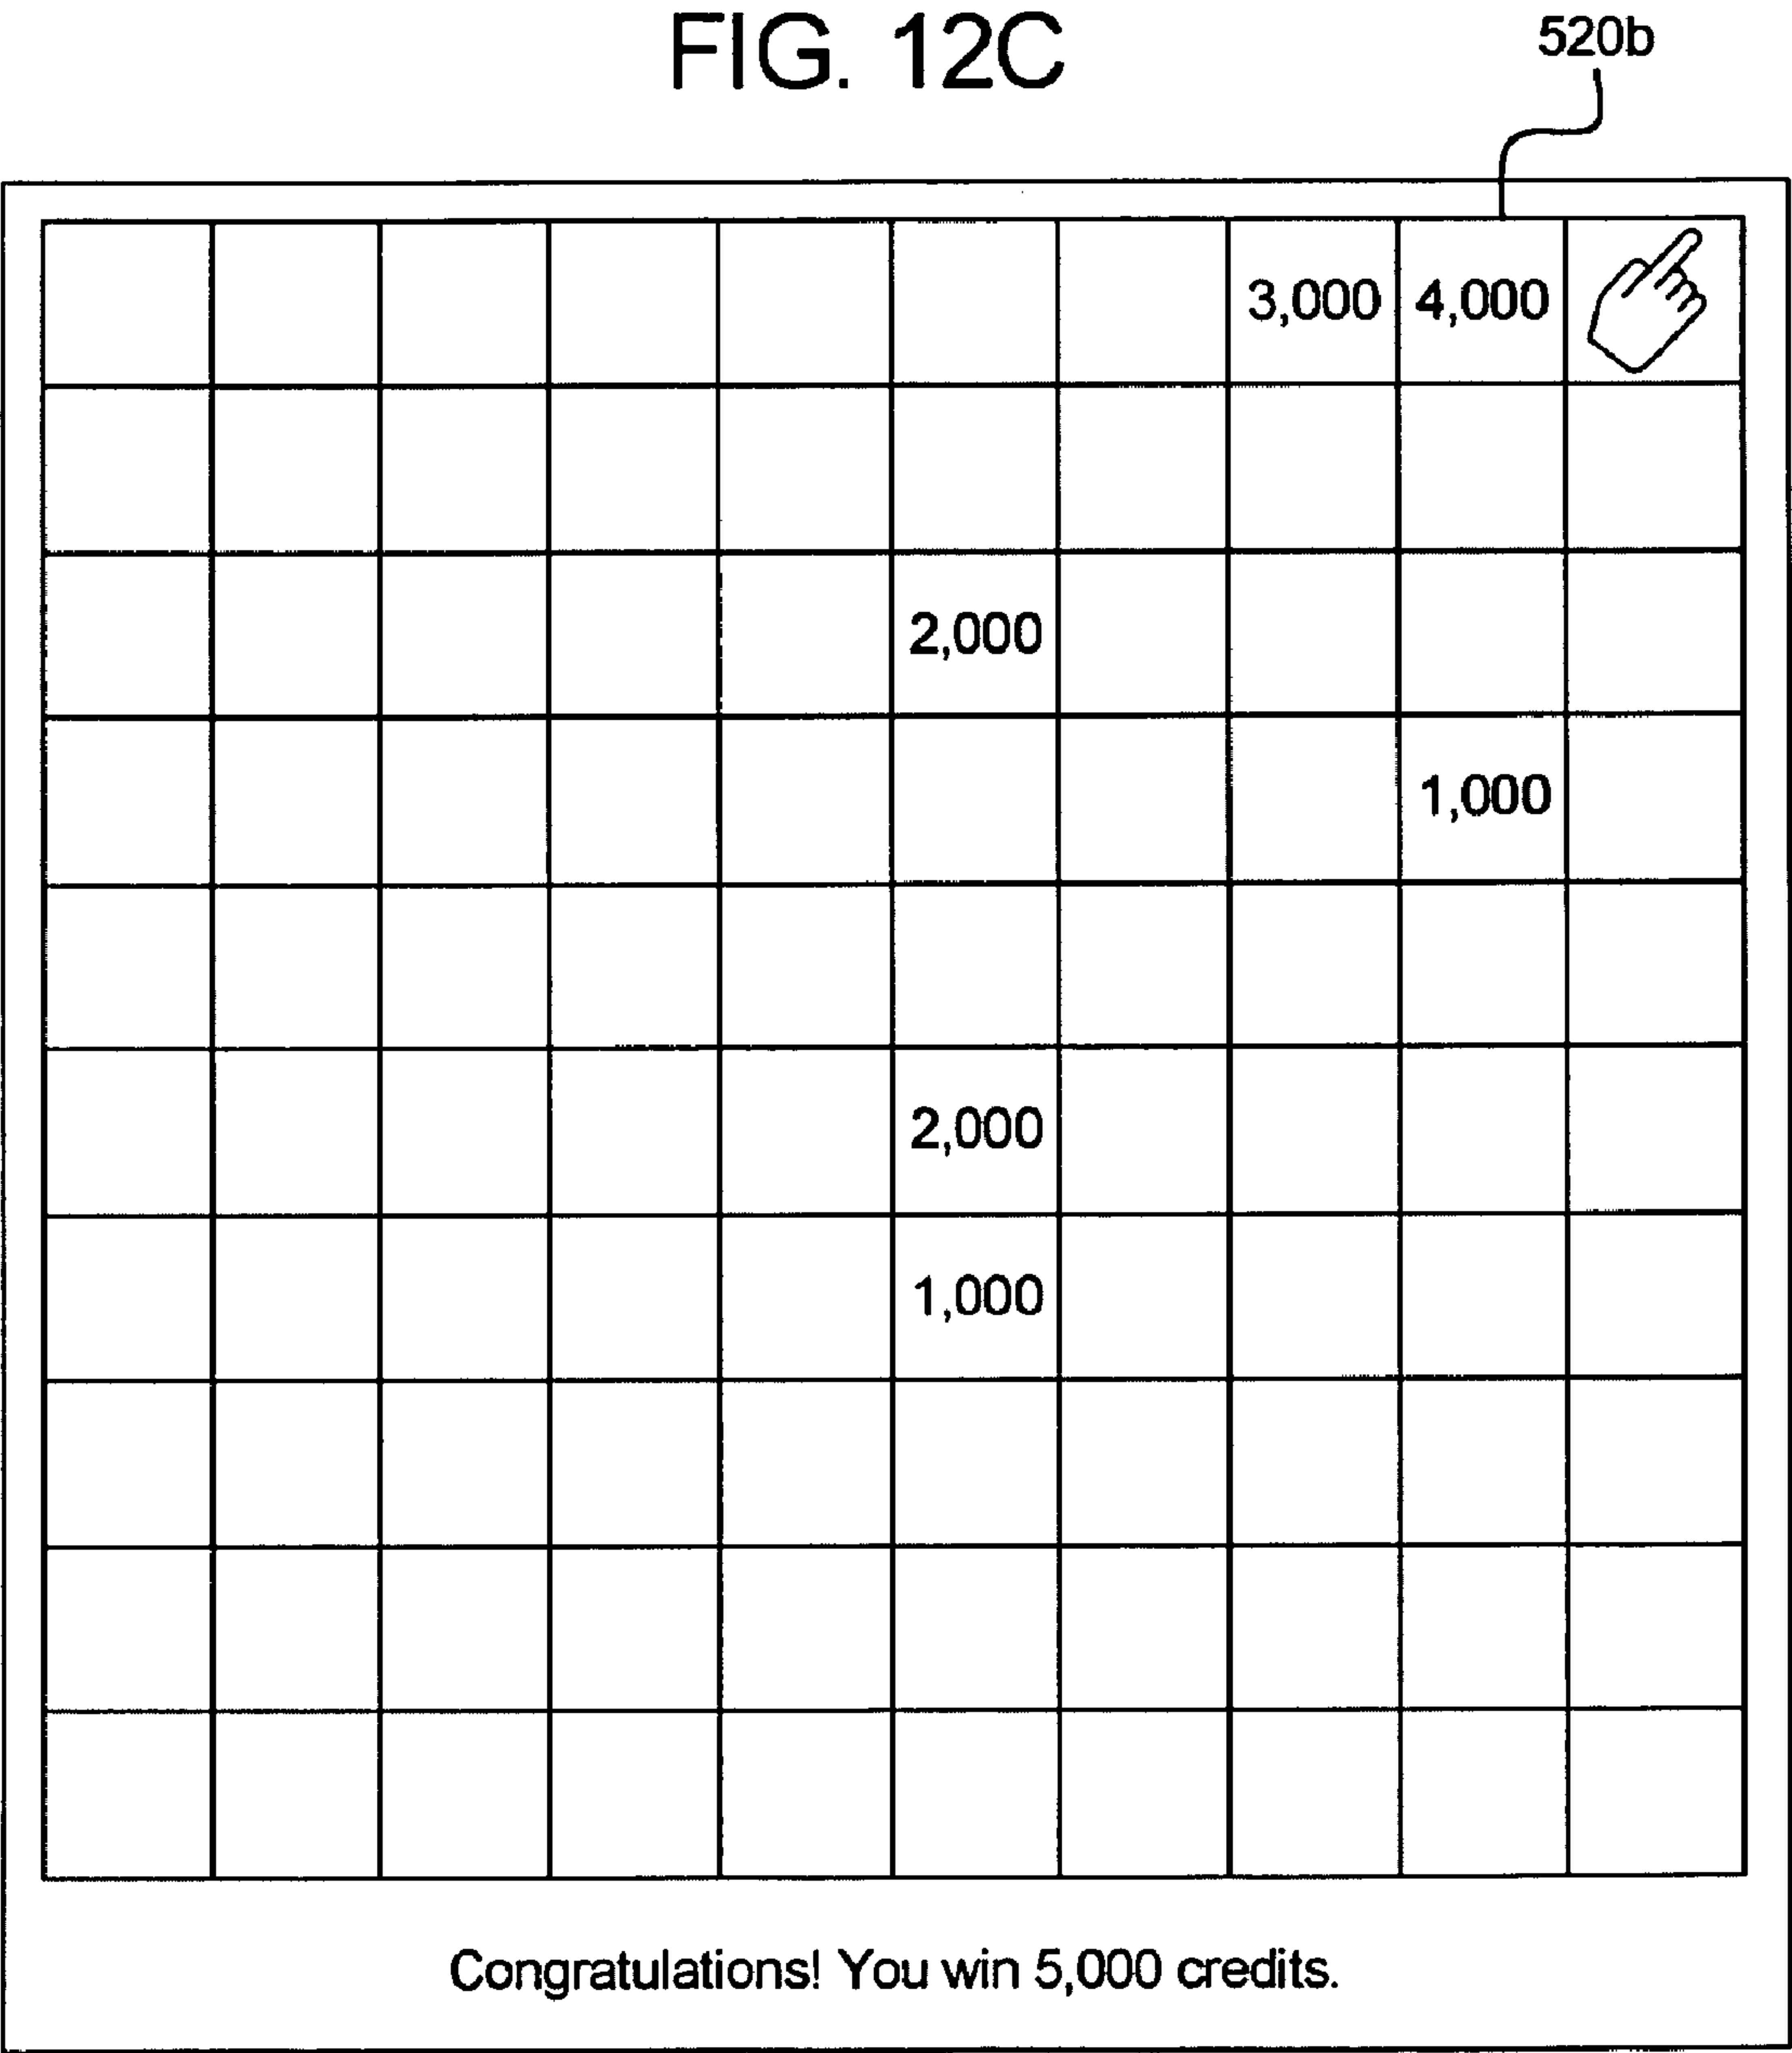 FIG. 12C
520b
3,000 4,000
2,000
1,000
2,000
1,000
Congratulations! You win 5,000 credits.